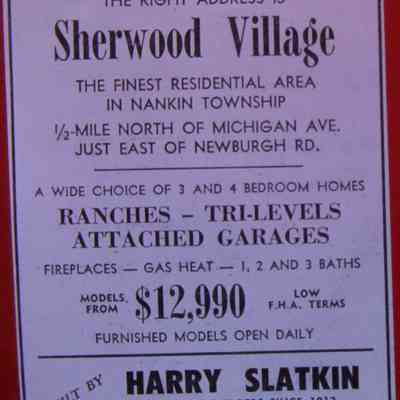 THE RIGHT ADDRESS IS
Sherwood Village
THE FINEST RESIDENTIAL AREA
IN NANKIN TOWNSHIP
½-MILE NORTH OF MICHIGAN AVE.
JUST EAST OF NEWBURGH RD.
A WIDE CHOICE OF 3 AND 4 BEDROOM HOMES
RANCHES – TRI-LEVELS
ATTACHED GARAGES
FIREPLACES — GAS HEAT — 1, 2 AND 3 BATHS
MODELS FROM $12,990 LOW F.H.A. TERMS
FURNISHED MODELS OPEN DAILY
BY HARRY SLATKIN